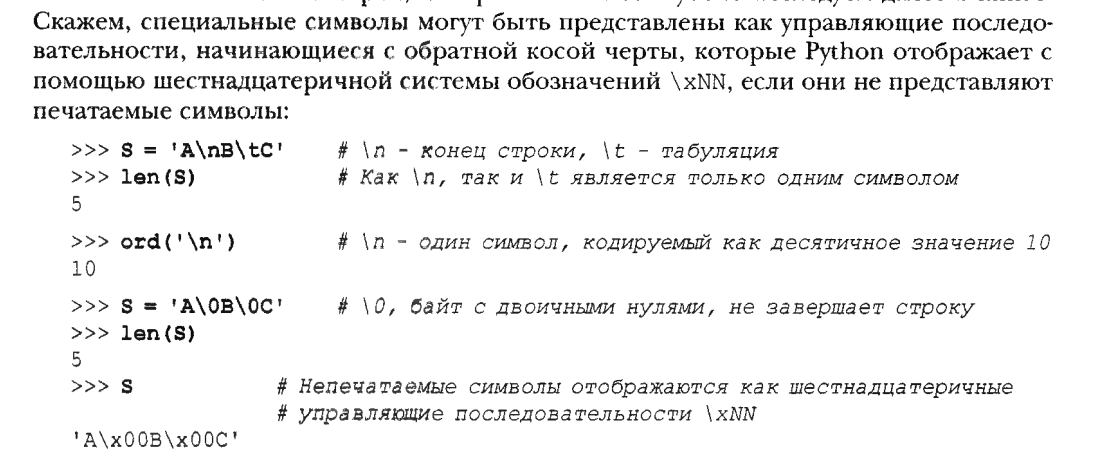 Скажем, специальные символы могут быть представлены как управляющие последо-
вательности, начинающиеся с обратной косой черты, которые Python отображает с
помощью шестнадцатеричной системы обозначений \xNN, если они не представляют
печатаемые символы:
>>> S = 'A\nB\tC' # \n - конец строки, \t - табуляция
>>> len(S) # Как \n, так и \t является только одним символом
5
>>> ord('\n') # \n - один символ, кодируемый как десятичное значение 10
10
>>> S = 'A\0B\0C' # \0, байт с двоичными нулями, не завершает строку
>>> len(S)
5
>>> S # Непечатаемые символы отображаются как шестнадцатеричные
# управляющие последовательности \xNN
'A\x00B\x00C'